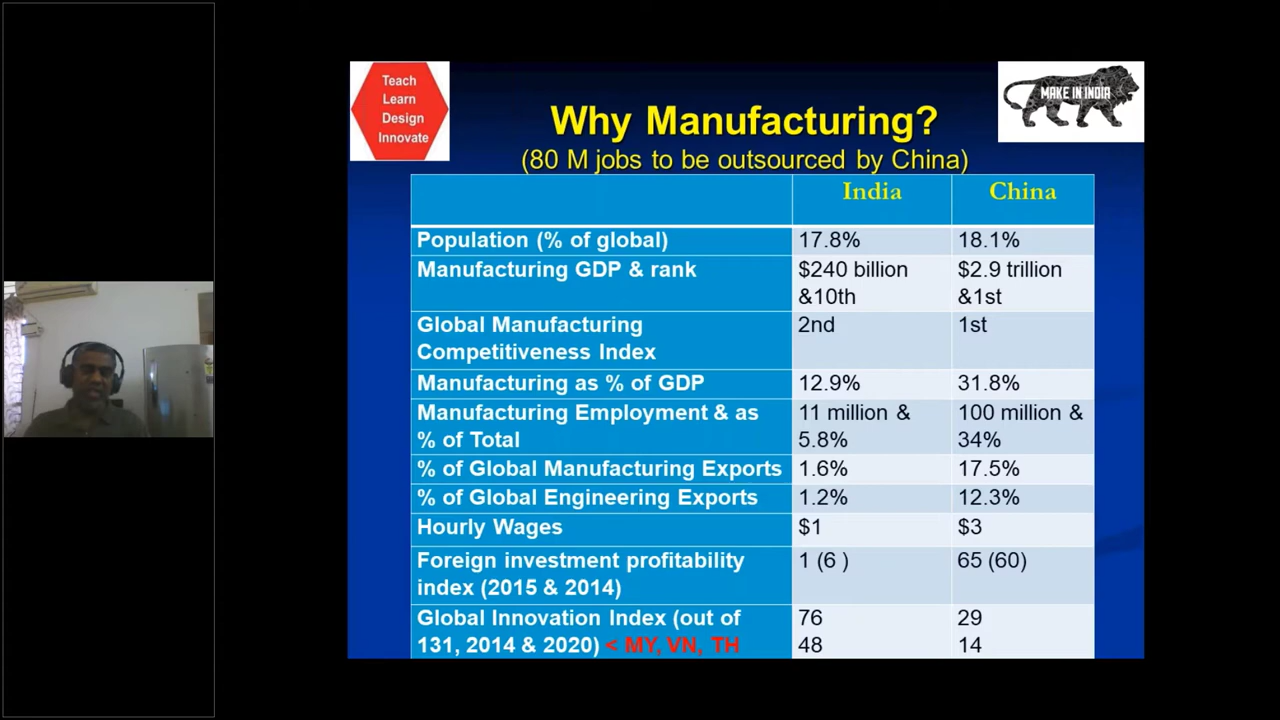 Teach
Learn
Design
Innovate
MAKE IN INDIA
Why Manufacturing?
(80 M jobs to be outsourced by China)
India China
Population (% of global) 17.8% 18.1%
Manufacturing GDP & rank $240 billion $2.9 trillion
&10th &1st
Global Manufacturing 2nd 1st
Competitiveness Index
Manufacturing as % of GDP 12.9% 31.8%
Manufacturing Employment & as 11 million & 100 million &
% of Total 5.8% 34%
% of Global Manufacturing Exports 1.6% 17.5%
% of Global Engineering Exports 1.2% 12.3%
Hourly Wages $1 $3
Foreign investment profitability 1 (6 ) 65 (60)
index (2015 & 2014)
Global Innovation Index (out of 76 29
131, 2014 & 2020) < MY, VN, TH 48 14